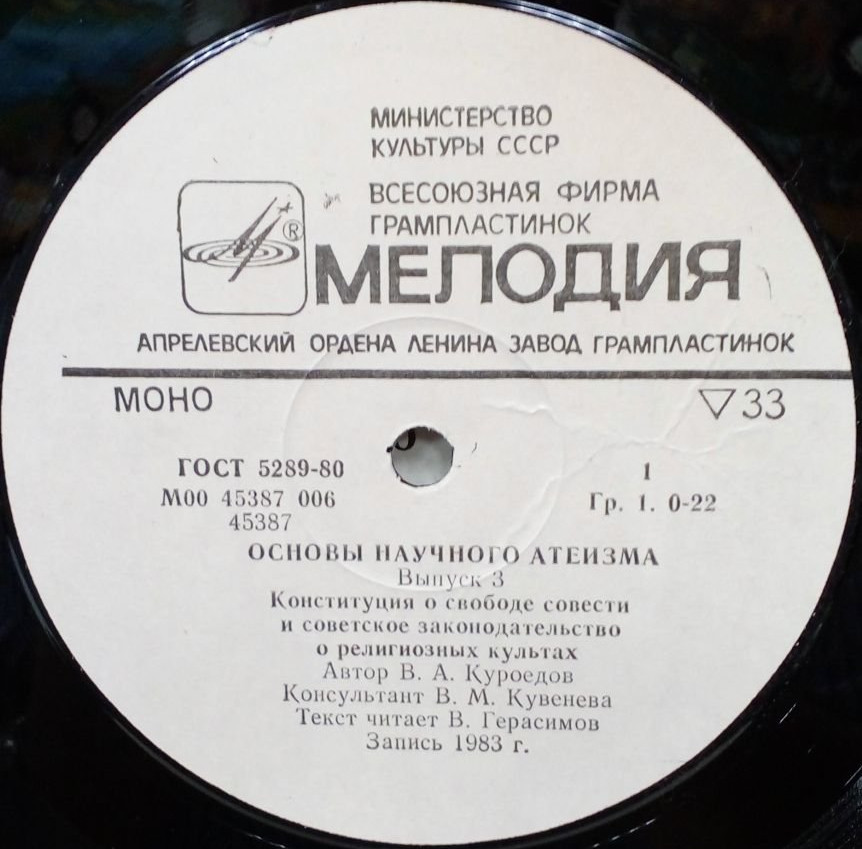 МИНИСТЕРСТВО
КУЛЬТУРЫ СССР
ВСЕСОЮЗНАЯ ФИРМА
ГРАМПЛАСТИНОК
®
МЕЛОДИЯ
АПРЕЛЕВСКИЙ ОРДЕНА ЛЕНИНА ЗАВОД ГРАМПЛАСТИНОК
МОНО
▽33
ГОСТ 5289-80
М00 45387 006
45387
1
Гр. 1. 0-22
ОСНОВЫ НАУЧНОГО АТЕИЗМА
Выпуск 3
Конституция о свободе совести
и советское законодательство
о религиозных культах
Автор В. А. Куроедов
Консультант В. М. Кувенева
Текст читает В. Герасимов
Запись 1983 г.